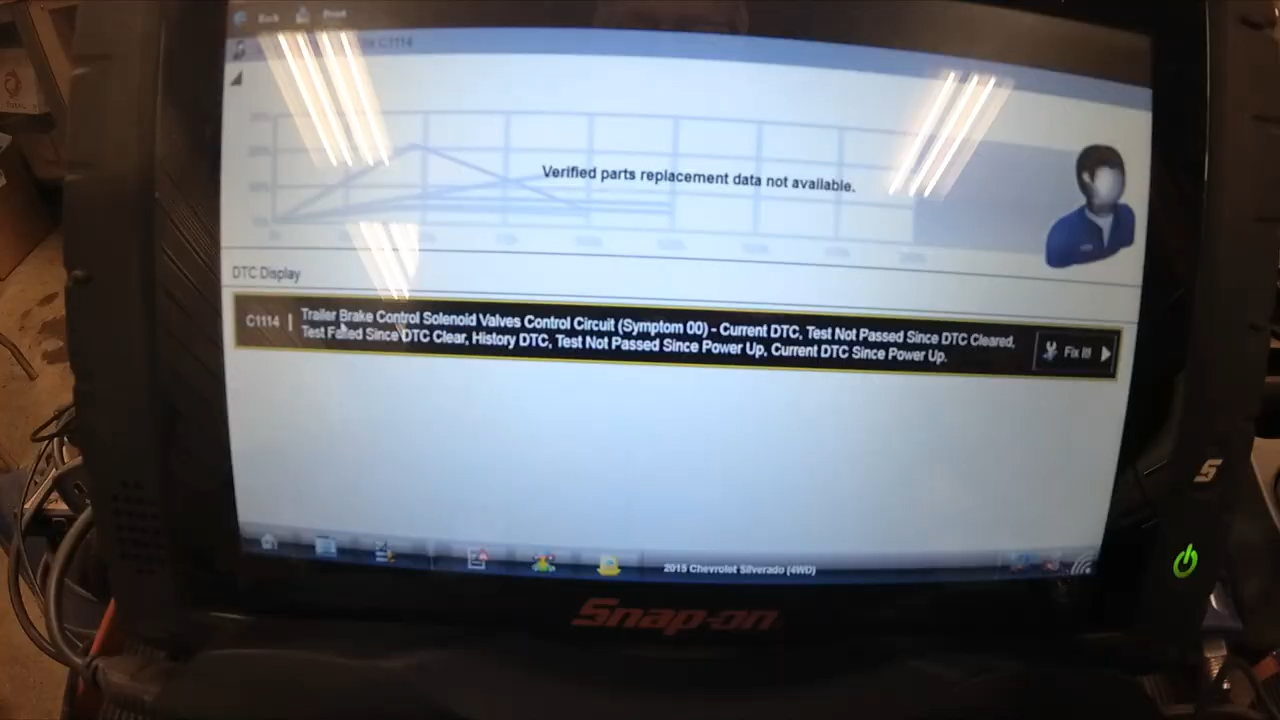 Back Print
C1114
Verified parts replacement data not available.
DTC Display
C1114 Trailer Brake Control Solenoid Valves Control Circuit (Symptom 00) - Current DTC, Test Not Passed Since DTC Cleared,
Test Failed Since DTC Clear, History DTC, Test Not Passed Since Power Up, Current DTC Since Power Up.
Fix It!
S
2015 Chevrolet Silverado (4WD)
Snap-on